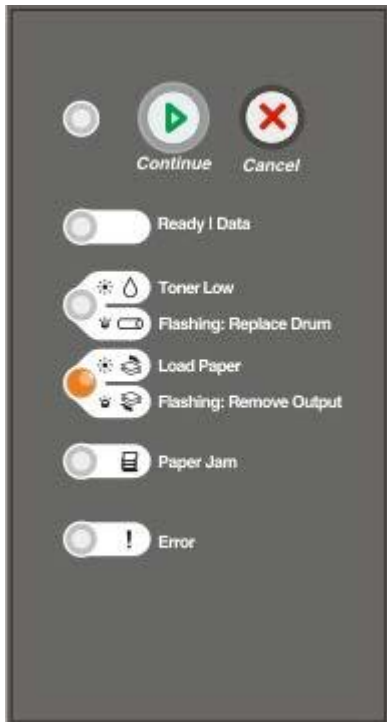 Continue
Cancel
Ready | Data
Toner Low
Flashing: Replace Drum
Load Paper
Flashing: Remove Output
Paper Jam
! Error